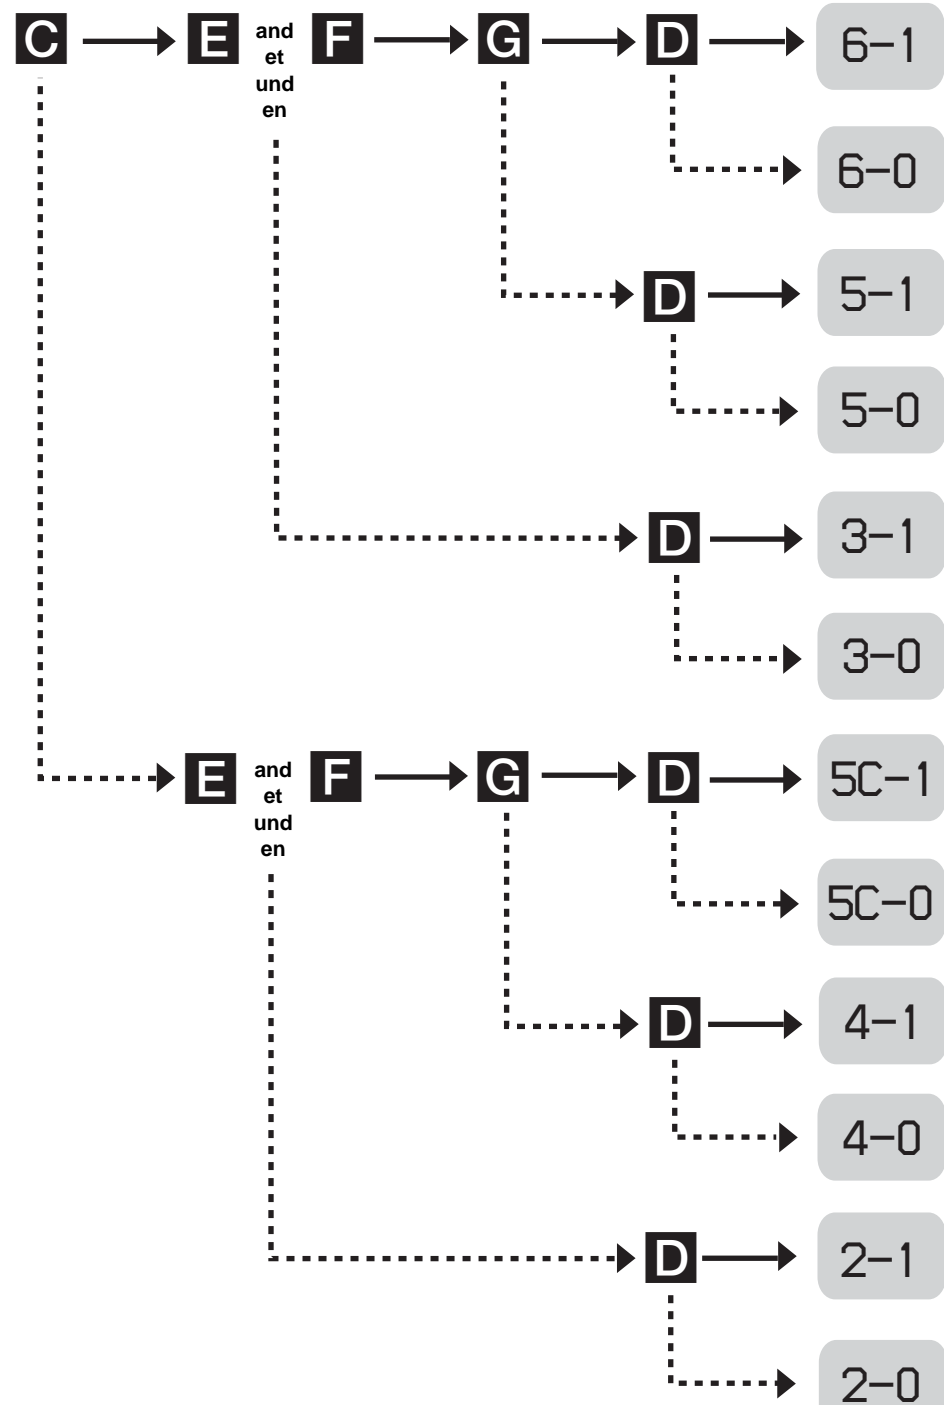 C E and et und en F G D 6-1
6-0
D 5-1
5-0
D 3-1
3-0
E and et und en F G D 5C-1
5C-0
D 4-1
4-0
D 2-1
2-0